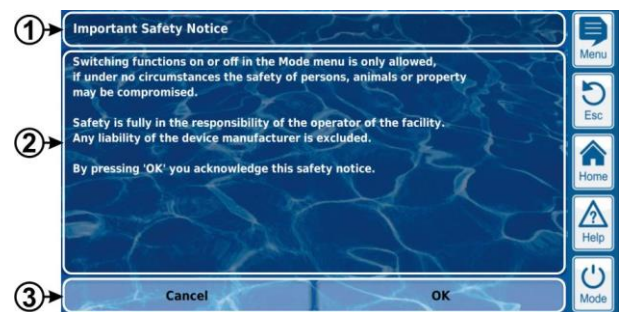 1
Important Safety Notice
Switching functions on or off in the Mode menu is only allowed,
if under no circumstances the safety of persons, animals or property
may be compromised.
Safety is fully in the responsibility of the operator of the facility.
Any liability of the device manufacturer is excluded.
By pressing 'OK' you acknowledge this safety notice.
2
3
Cancel
OK
Menu
Esc
Home
?
Help
Mode